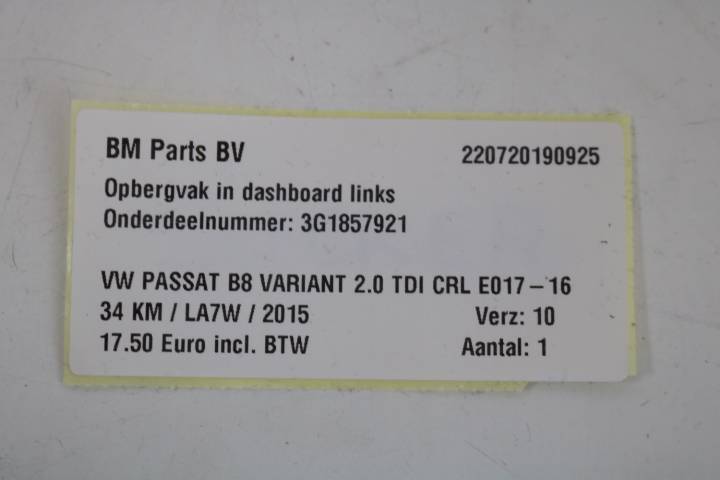 BM Parts BV 220720190925
Opbergvak in dashboard links
Onderdeelnummer: 3G1857921
VW PASSAT B8 VARIANT 2.0 TDI CRL E017-16
34 KM / LA7W / 2015 Verz: 10
17.50 Euro incl. BTW Aantal: 1